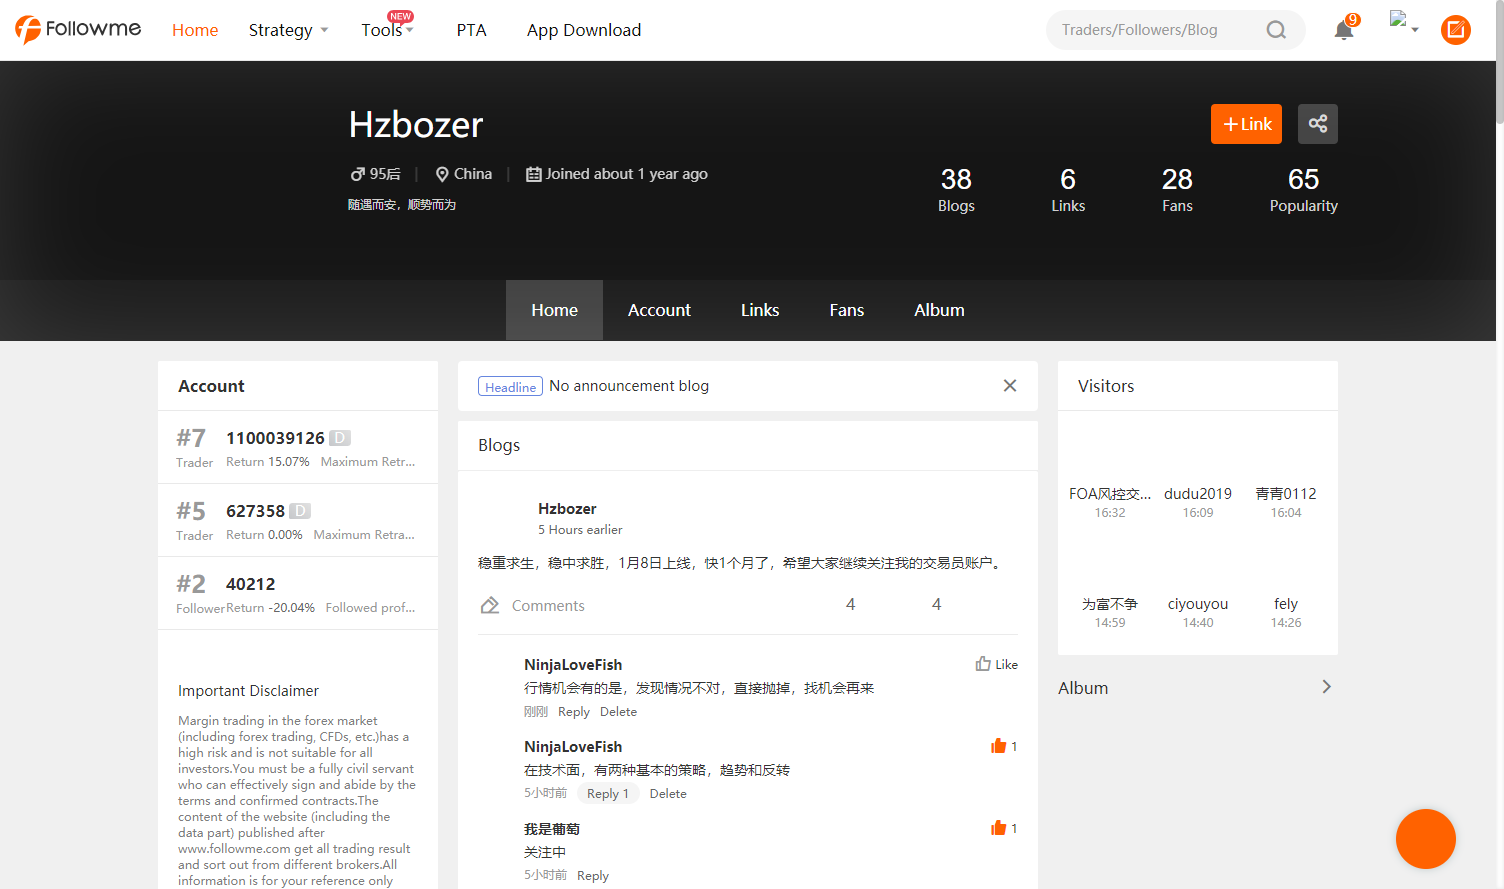 Followme
Home
Strategy
Tools
NEW
PTA
App Download
Traders/Followers/Blog
9
Hzbozer
+Link
95后
China
Joined about 1 year ago
随遇而安，顺势而为
38
Blogs
6
Links
28
Fans
65
Popularity
Home
Account
Links
Fans
Album
Account
#7
Trader
1100039126 D
Return 15.07% Maximum Retr...
#5
Trader
627358 D
Return 0.00% Maximum Retra...
#2
Follower
40212
Return -20.04% Followed prof...
Important Disclaimer
Margin trading in the forex market
(including forex trading, CFDs, etc.)has a
high risk and is not suitable for all
investors.You must be a fully civil servant
who can effectively sign and abide by the
terms and confirmed contracts.The
content of the website (including the
data part) published after
www.followme.com get all trading result
and sort out from different brokers.All
information is for your reference only
Headline No announcement blog
Blogs
Hzbozer
5 Hours earlier
稳重求生，稳中求胜，1月8日上线，快1个月了，希望大家继续关注我的交易员账户。
Comments
4
4
NinjaLoveFish
Like
行情机会有的是，发现情况不对，直接抛掉，找机会再来
刚刚 Reply Delete
NinjaLoveFish
1
在技术面，有两种基本的策略，趋势和反转
5小时前 Reply 1 Delete
我是葡萄
1
关注中
5小时前 Reply
Visitors
FOA风控交...
16:32
dudu2019
16:09
青青0112
16:04
为富不争
14:59
ciyouyou
14:40
fely
14:26
Album